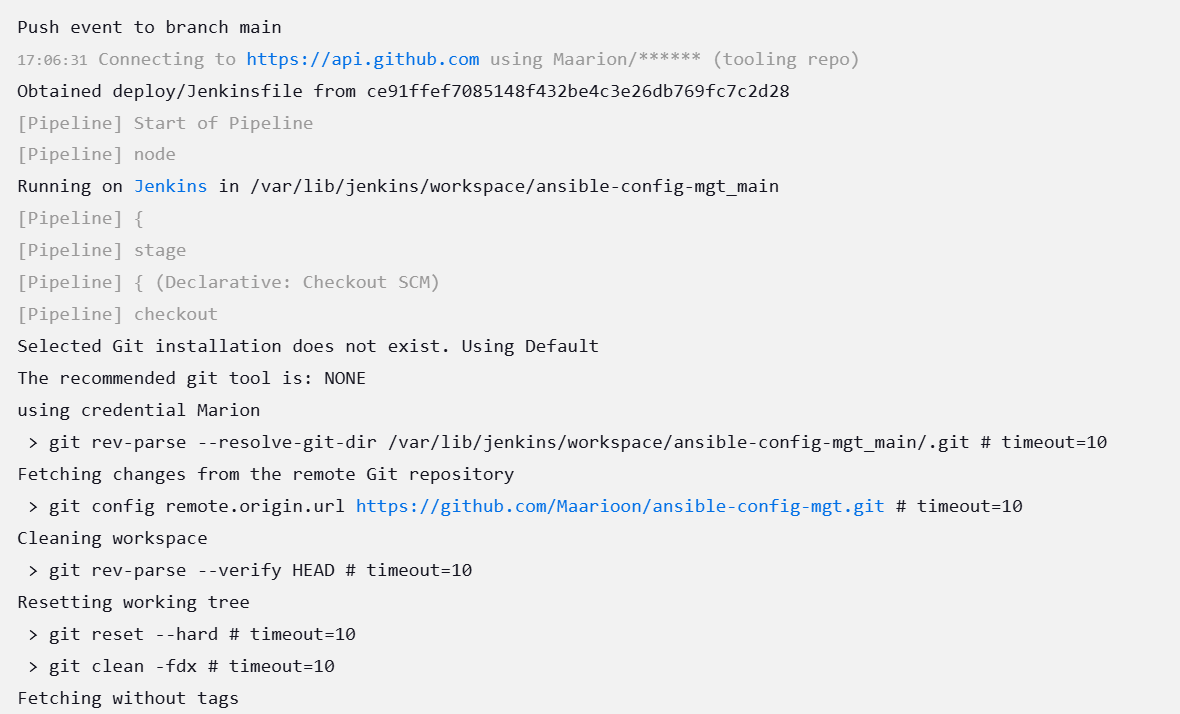 Push event to branch main
17:06:31 Connecting to https://api.github.com using Maarion/****** (tooling repo)
Obtained deploy/Jenkinsfile from ce91ffef7085148f432be4c3e26db769fc7c2d28
[Pipeline] Start of Pipeline
[Pipeline] node
Running on Jenkins in /var/lib/jenkins/workspace/ansible-config-mgt_main
[Pipeline] {
[Pipeline] stage
[Pipeline] { (Declarative: Checkout SCM)
[Pipeline] checkout
Selected Git installation does not exist. Using Default
The recommended git tool is: NONE
using credential Marion
 > git rev-parse --resolve-git-dir /var/lib/jenkins/workspace/ansible-config-mgt_main/.git # timeout=10
Fetching changes from the remote Git repository
 > git config remote.origin.url https://github.com/Maarioon/ansible-config-mgt.git # timeout=10
Cleaning workspace
 > git rev-parse --verify HEAD # timeout=10
Resetting working tree
 > git reset --hard # timeout=10
 > git clean -fdx # timeout=10
Fetching without tags